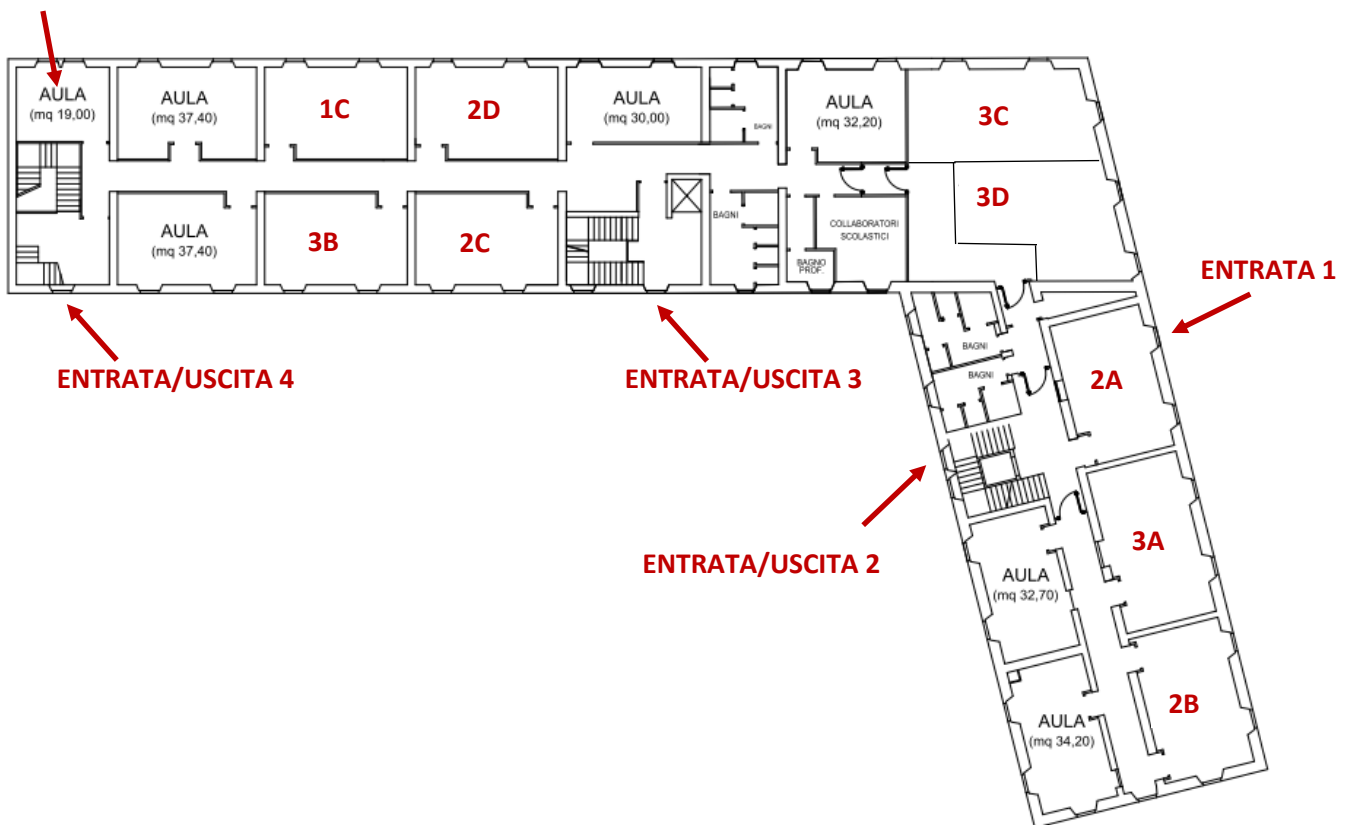 AULA
(mq 19,00)
AULA
(mq 37,40)
1C
2D
AULA
(mq 30,00)
BAGNI
AULA
(mq 32,20)
3C
3D
AULA
(mq 37,40)
3B
2C
BAGNI
COLLABORATORI
SCOLASTICI
BAGNO
PROF.
ENTRATA 1
ENTRATA/USCITA 4
ENTRATA/USCITA 3
BAGNI
BAGNI
2A
ENTRATA/USCITA 2
3A
AULA
(mq 32,70)
2B
AULA
(mq 34,20)